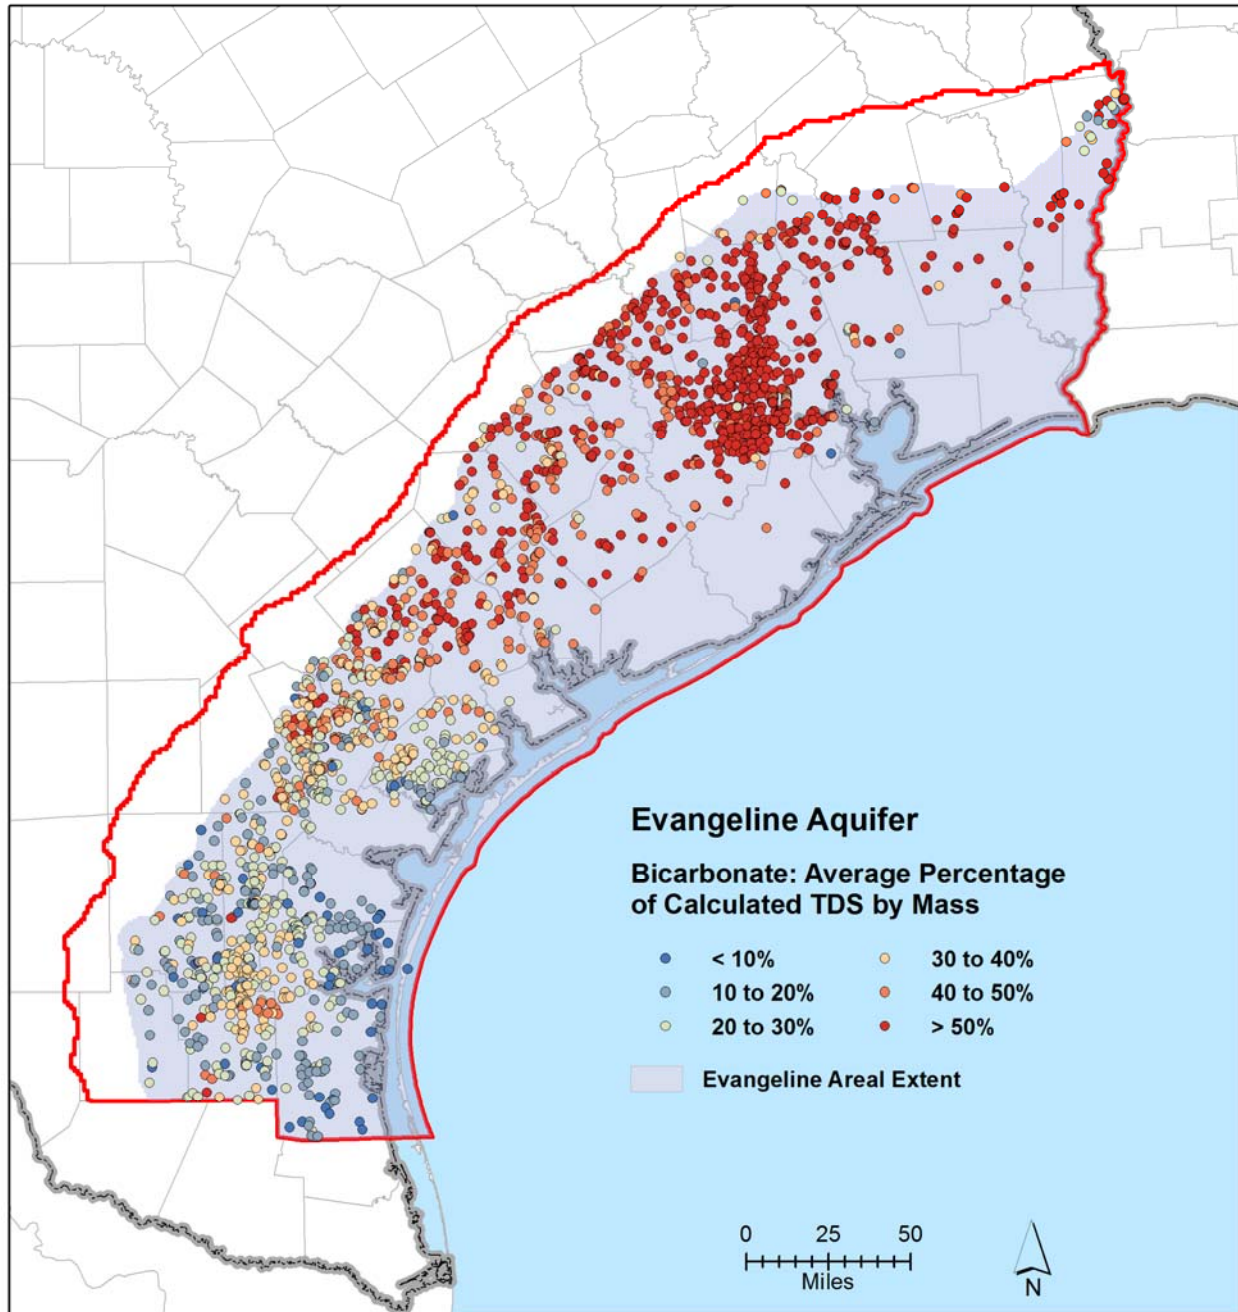 Evangeline Aquifer
Bicarbonate: Average Percentage
of Calculated TDS by Mass
< 10%
30 to 40%
10 to 20%
40 to 50%
20 to 30%
> 50%
Evangeline Areal Extent
0 25 50
Miles
N